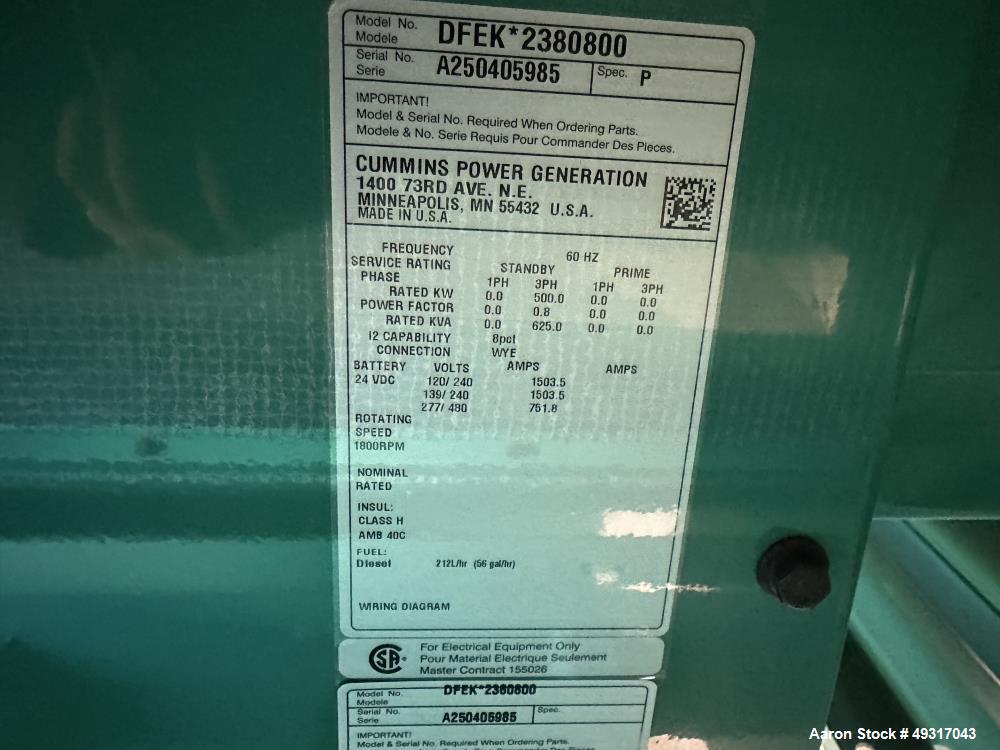 Model No. DFEK*2380800
Modele
Serial No. A250405985 Spec. P
Serie
IMPORTANT!
Model & Serial No. Required When Ordering Parts.
Modele & No. Serie Requis Pour Commander Des Pieces.
CUMMINS POWER GENERATION
1400 73RD AVE. N.E.
MINNEAPOLIS, MN 55432 U.S.A.
MADE IN U.S.A.
FREQUENCY 60 HZ
SERVICE RATING STANDBY PRIME
PHASE 1PH 3PH 1PH 3PH
RATED KW 0.0 500.0 0.0 0.0
POWER FACTOR 0.0 0.8 0.0 0.0
RATED KVA 0.0 625.0 0.0 0.0
I2 CAPABILITY 8pct
CONNECTION WYE
BATTERY VOLTS AMPS AMPS
24 VDC 120/ 240 1503.5
139/ 240 1503.5
277/ 480 751.8
ROTATING
SPEED
1800RPM
NOMINAL
RATED
INSUL:
CLASS H
AMB 40C
FUEL:
Diesel 212L/hr (56 gal/hr)
WIRING DIAGRAM
SA For Electrical Equipment Only
Pour Material Electrique Seulement
Master Contract 155026
Model No. DFEK*2380800
Modele
Serial No. A250405985 Spec.
Serie
IMPORTANT!
Model & Serial No. Required When Ordering Parts.
Aaron Stock # 49317043